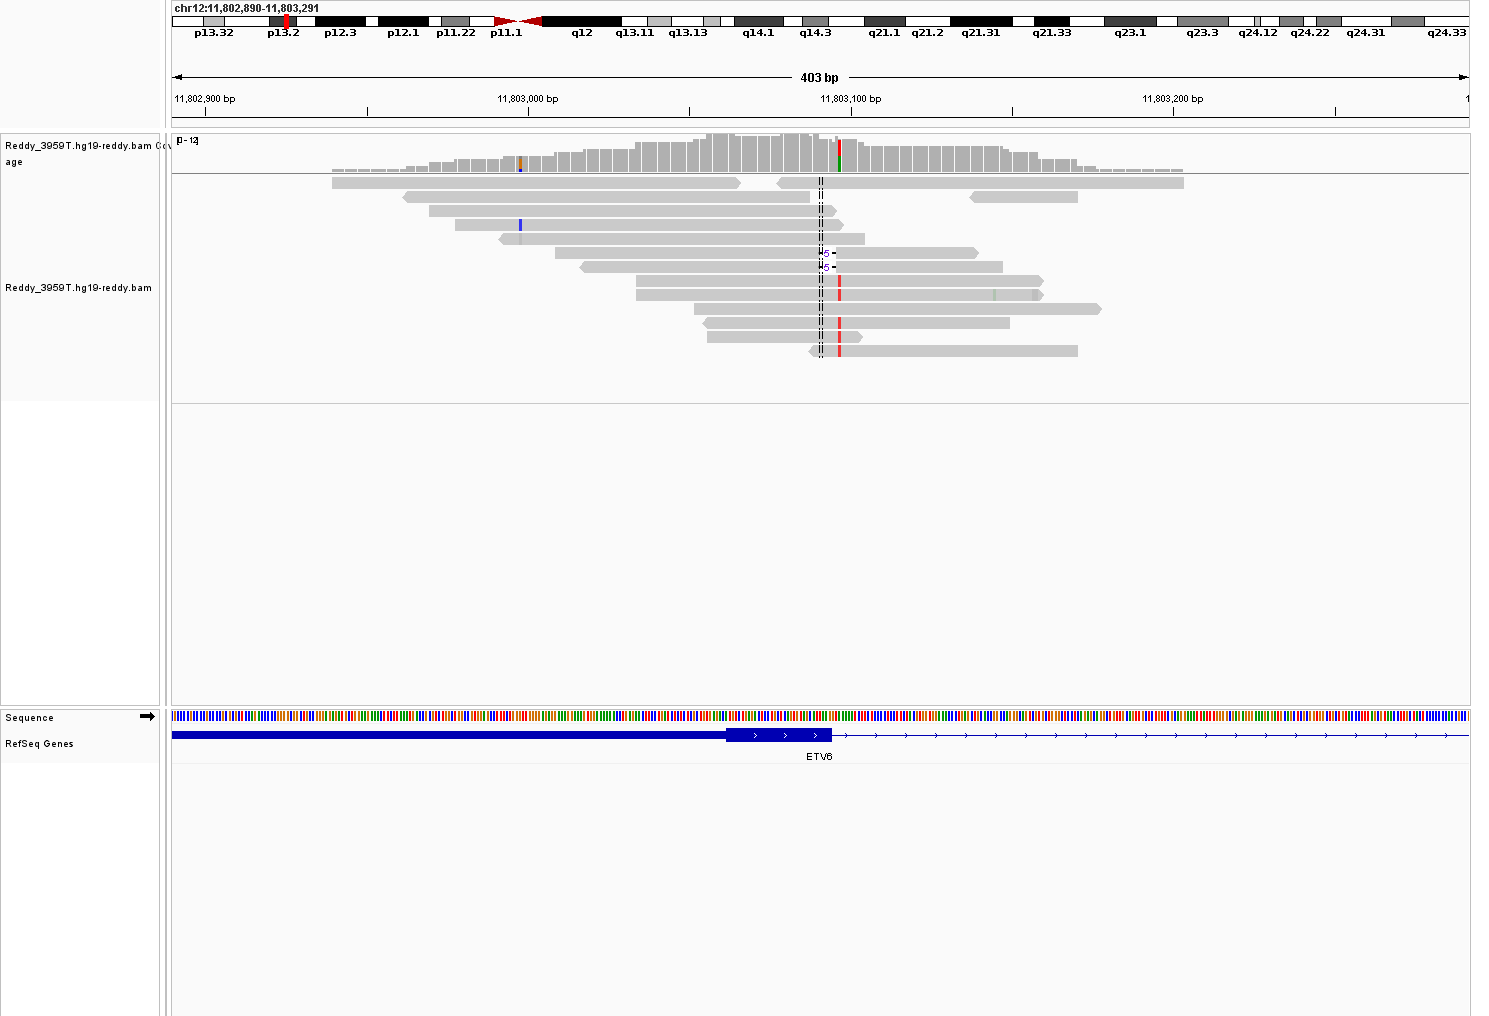 chr12:11,802,890-11,803,291
p13.32 p13.2 p12.3 p12.1 p11.22 p11.1 q12 q13.11 q13.13 q14.1 q14.3 q21.1 q21.2 q21.31 q21.33 q23.1 q23.3 q24.12 q24.22 q24.31 q24.33
403 bp
11,802,900 bp 11,803,000 bp 11,803,100 bp 11,803,200 bp 1
Reddy_3959T.hg19-reddy.bam Cov
age
[0 - 12]
5
5
Reddy_3959T.hg19-reddy.bam
Sequence
RefSeq Genes
ETV6